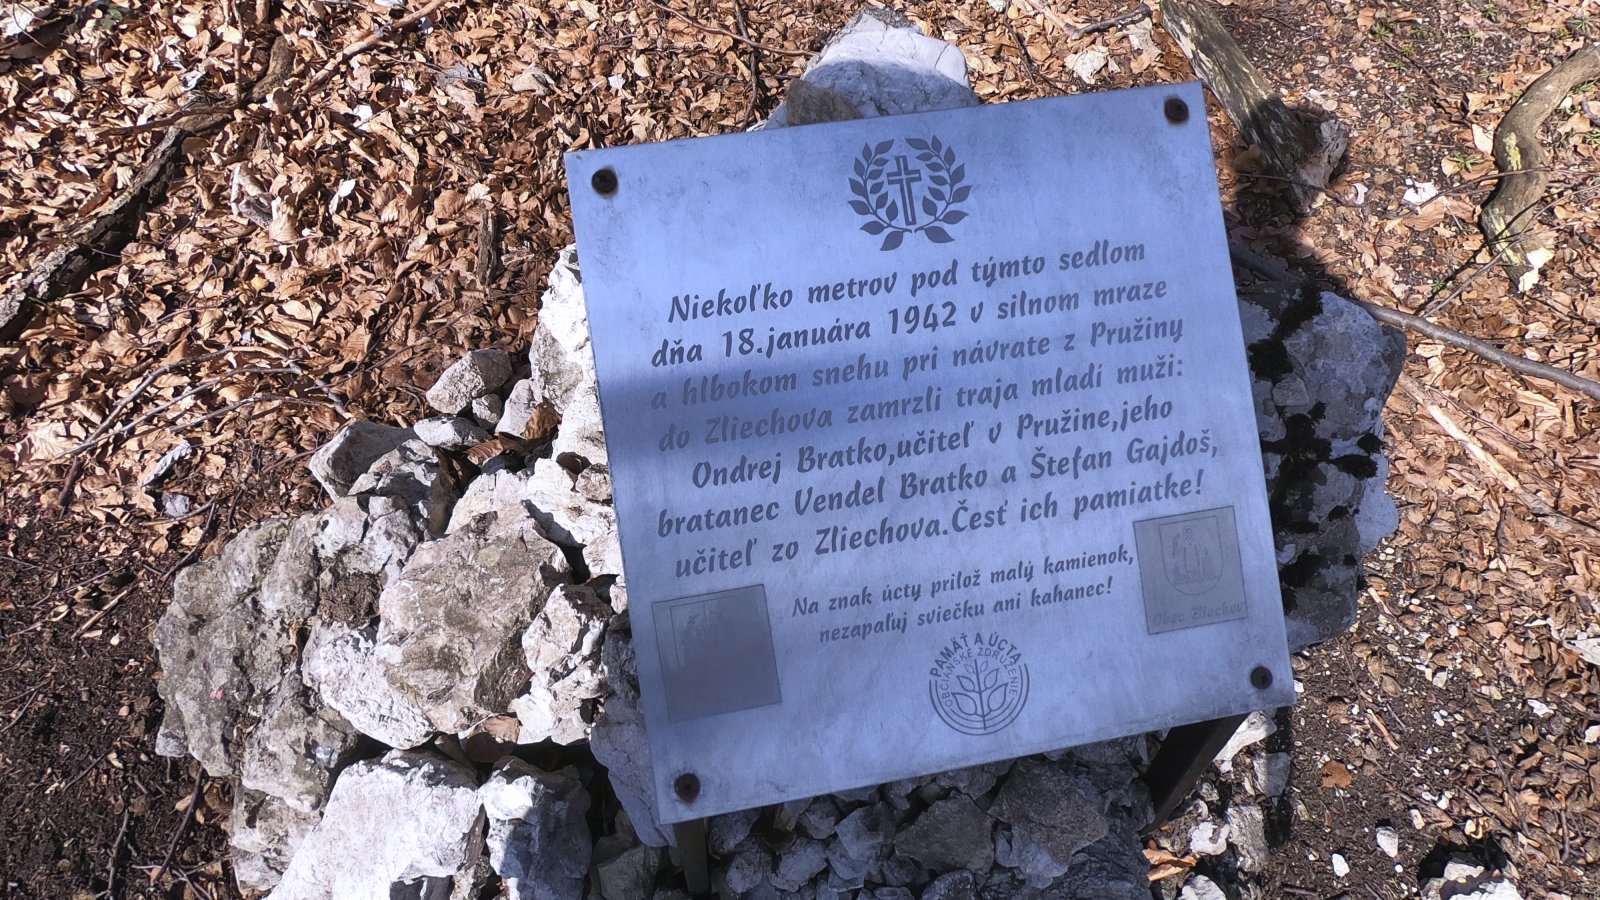 Niekoľko metrov pod týmto sedlom
dňa 18.januára 1942 v silnom mraze
a hlbokom snehu pri návrate z Pružiny
do Zliechova zamrzli traja mladí muži:
Ondrej Bratko,učiteľ v Pružine,jeho
bratanec Vendel Bratko a Štefan Gajdoš,
učiteľ zo Zliechova.Česť ich pamiatke!
Na znak úcty prilož malý kamienok,
nezapaľuj sviečku ani kahanec!
Obec Zliechov
PAMÄŤ A ÚCTA
OBČIANSKE ZDRUŽENIE